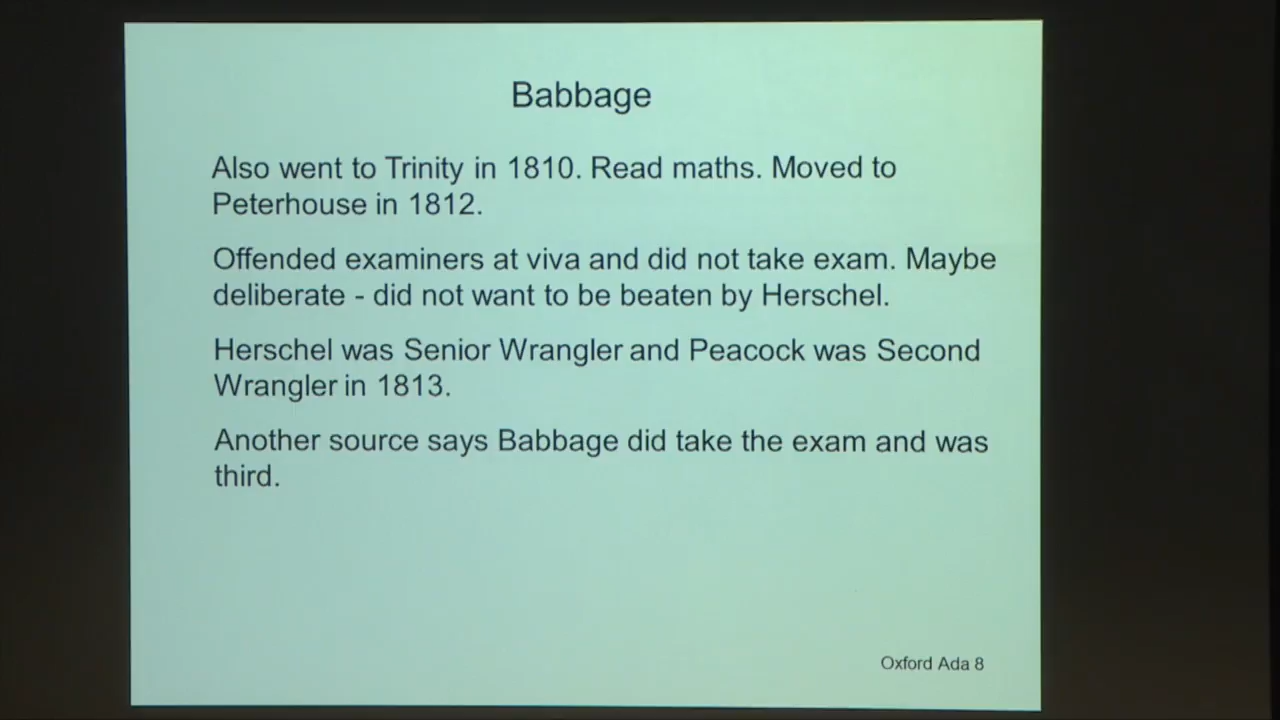 Babbage
Also went to Trinity in 1810. Read maths. Moved to
Peterhouse in 1812.
Offended examiners at viva and did not take exam. Maybe
deliberate - did not want to be beaten by Herschel.
Herschel was Senior Wrangler and Peacock was Second
Wrangler in 1813.
Another source says Babbage did take the exam and was
third.
Oxford Ada 8